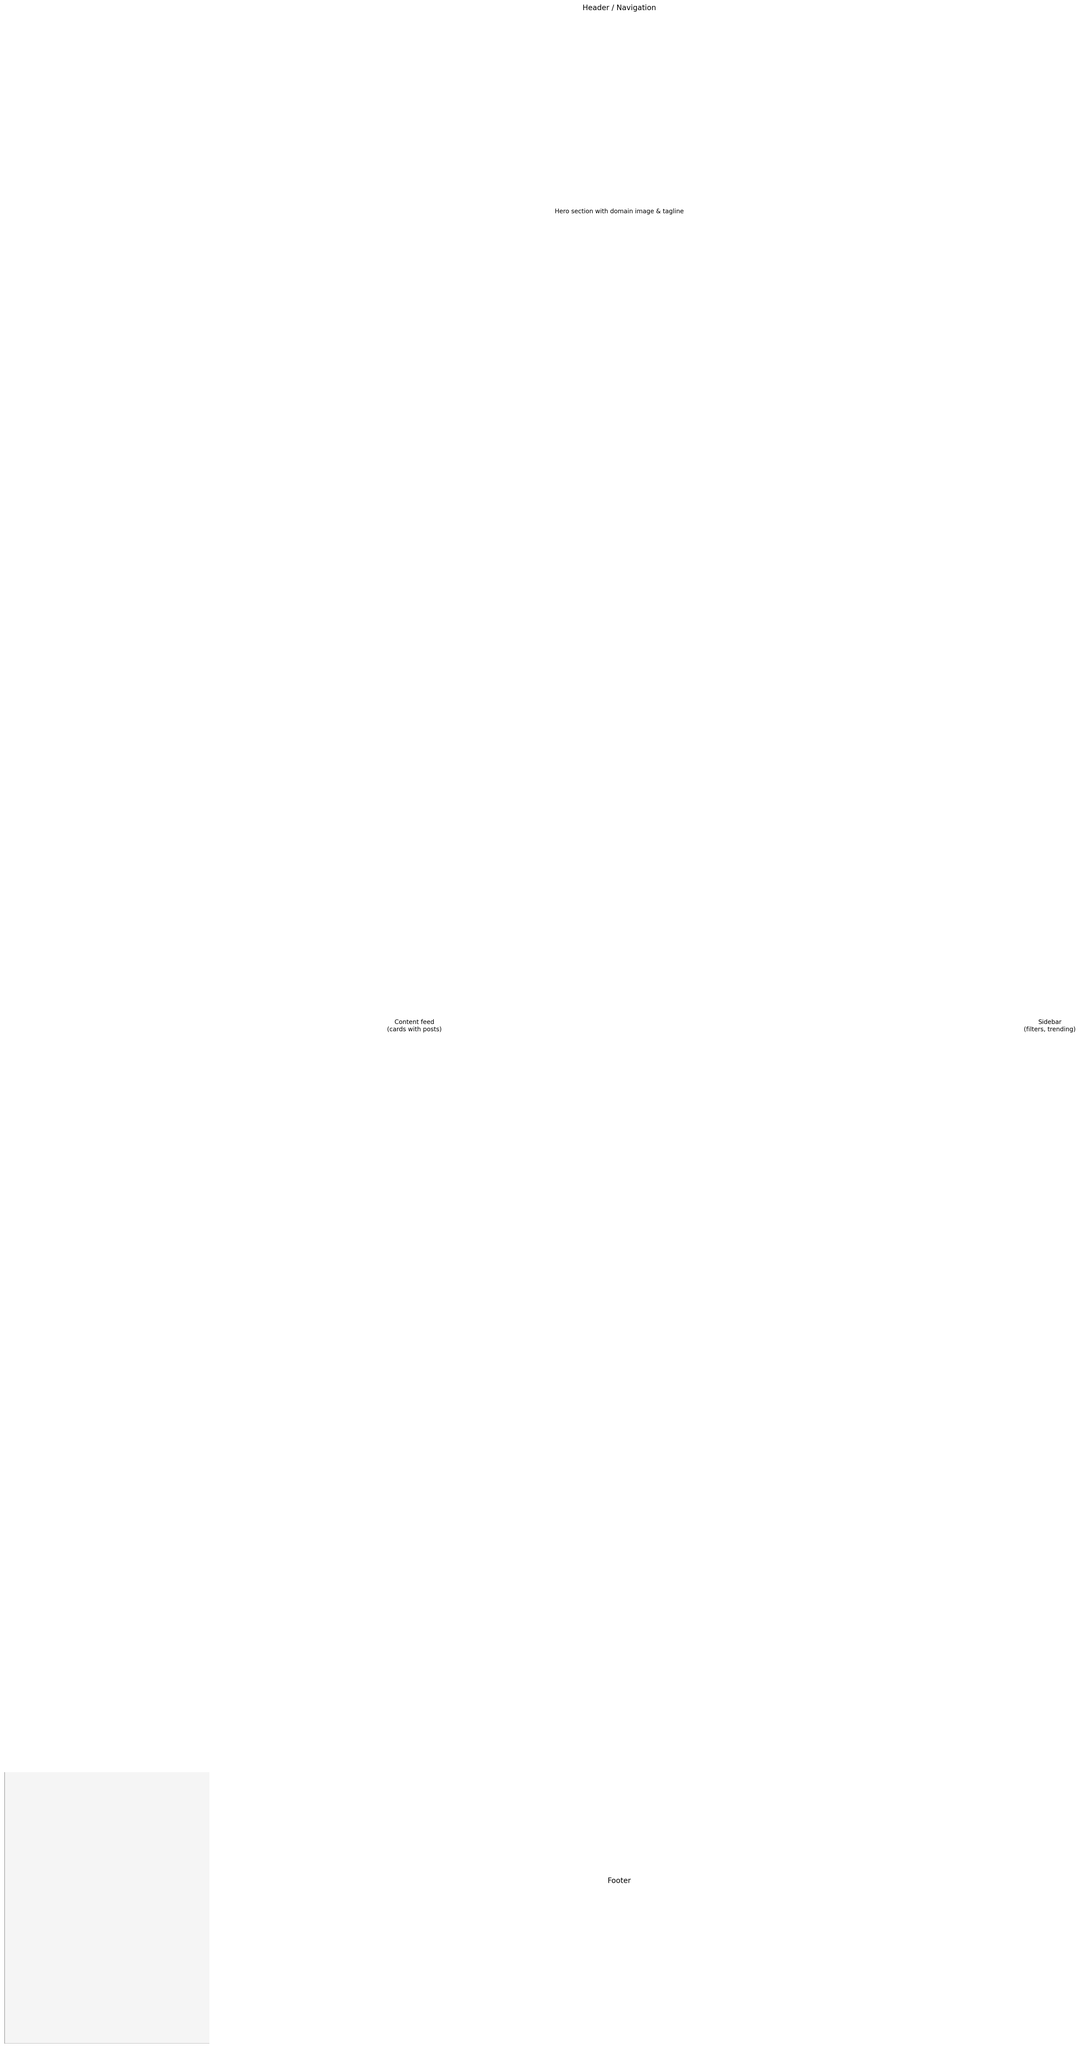 Header / Navigation
Hero section with domain image & tagline
Content feed
(cards with posts)
Sidebar
(filters, trending)
Footer